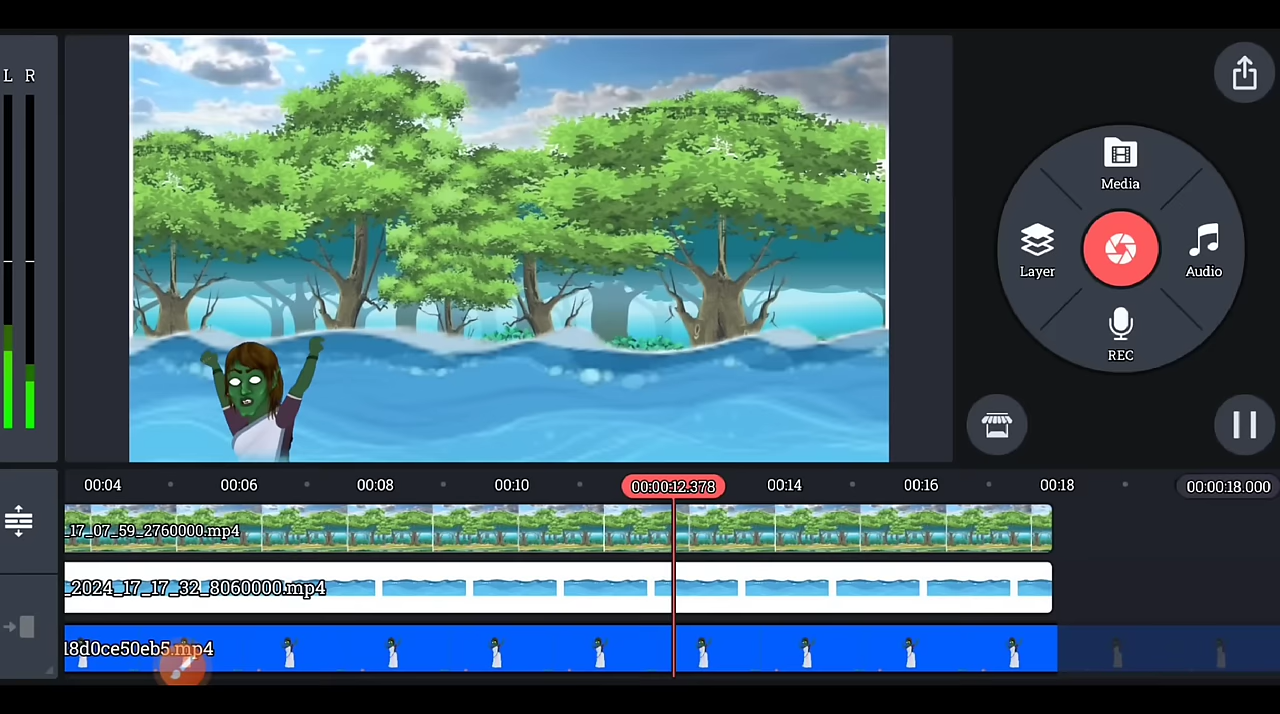 L R
Media
Layer
Audio
REC
00:04
00:06
00:08
00:10
00:00:12.378
00:14
00:16
00:18
00:00:18.000
_17_07_59_2760000.mp4
_2024_17_17_32_8060000.mp4
18d0ce50eb5.mp4